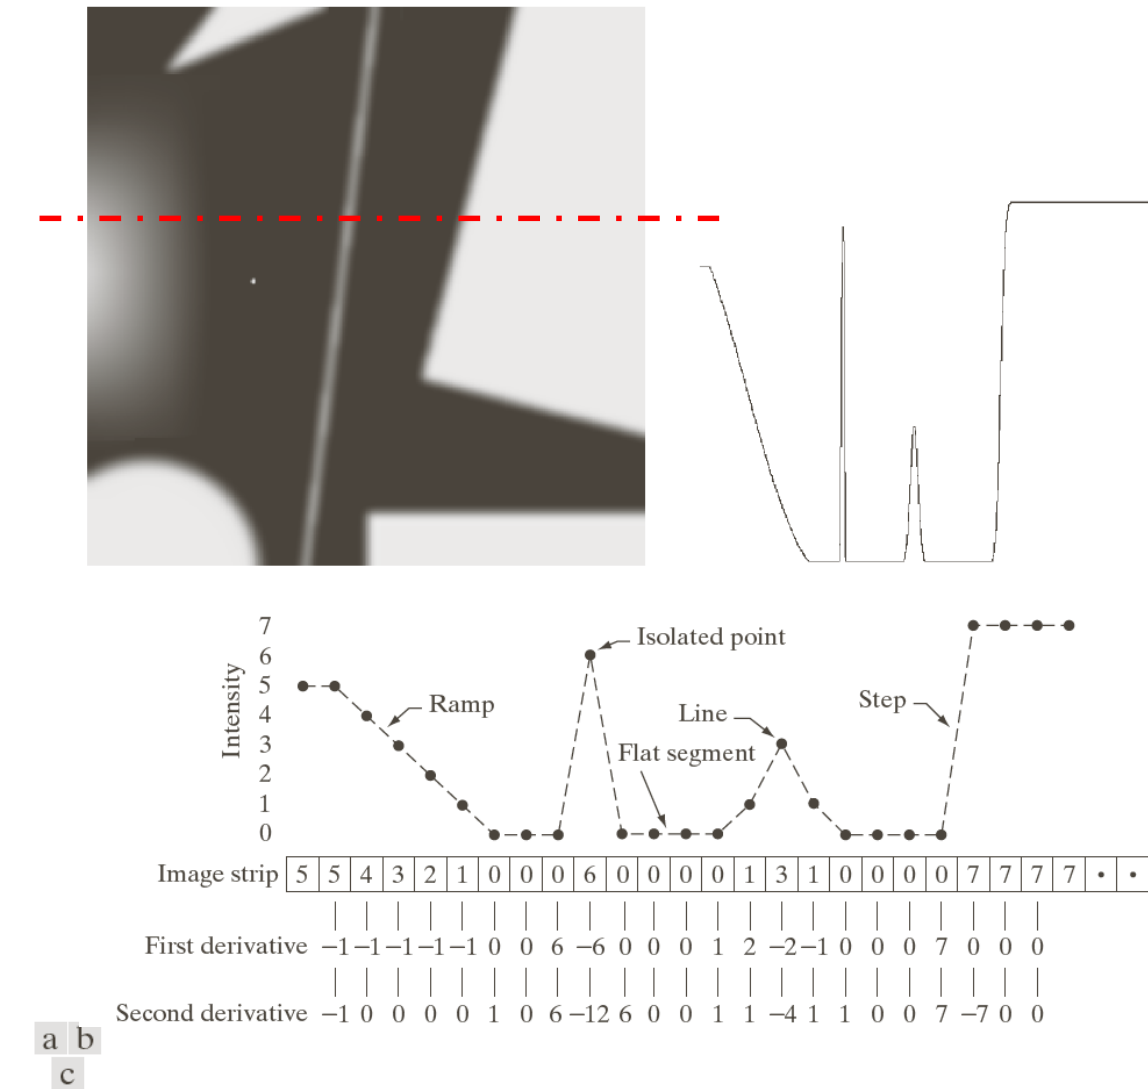 7
6
5
4
3
2
1
0
Intensity
Isolated point
Ramp
Line
Step
Flat segment
Image strip 5 5 4 3 2 1 0 0 0 6 0 0 0 0 1 3 1 0 0 0 0 7 7 7 7 • •
First derivative −1 −1 −1 −1 −1 0 0 6 −6 0 0 0 1 2 −2 −1 0 0 0 7 0 0 0
Second derivative −1 0 0 0 0 1 0 6 −12 6 0 0 1 1 −4 1 1 0 0 7 −7 0 0
a b
c